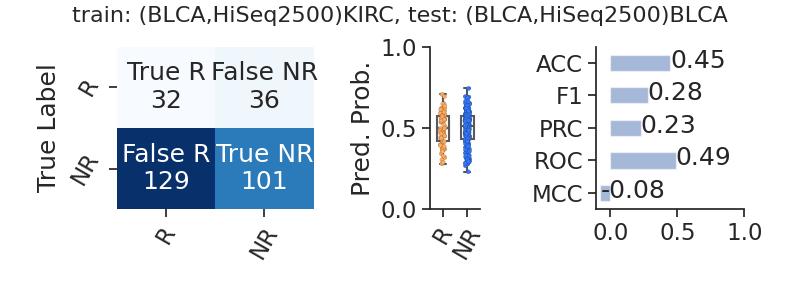 train: (BLCA,HiSeq2500)KIRC, test: (BLCA,HiSeq2500)BLCA
True Label
R
NR
True R
32
False NR
36
False R
129
True NR
101
R
NR
Pred. Prob.
1.0
0.5
0.0
R
NR
ACC
0.45
F1
0.28
PRC
0.23
ROC
0.49
MCC
-0.08
0.0
0.5
1.0